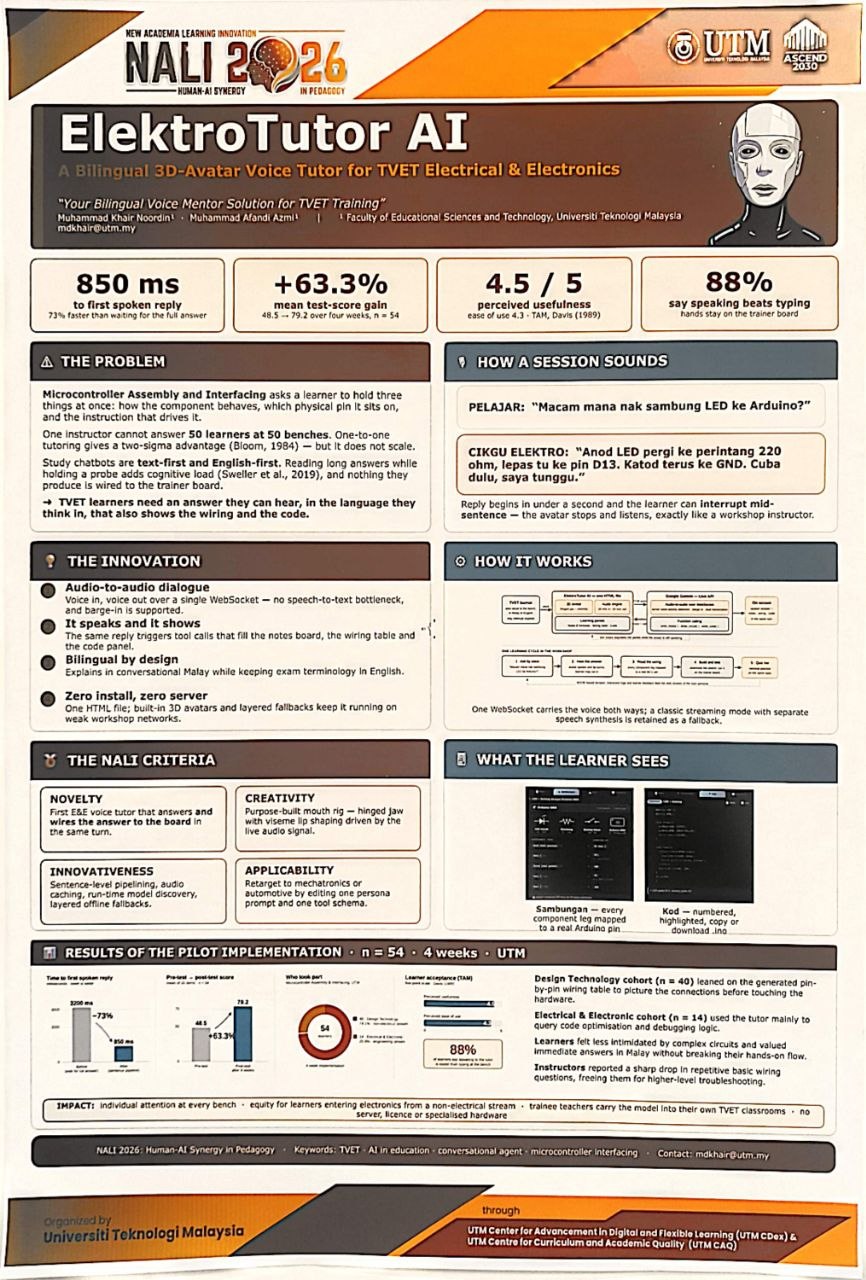 NEW ACADEMIA LEARNING INNOVATION
NALI 2026
HUMAN-AI SYNERGY IN PEDAGOGY
UTM
UNIVERSITI TEKNOLOGI MALAYSIA
ASCEND
2030
ElektroTutor AI
A Bilingual 3D-Avatar Voice Tutor for TVET Electrical & Electronics
"Your Bilingual Voice Mentor Solution for TVET Training"
Muhammad Khair Noordin¹ · Muhammad Afandi Azmi¹ | ¹ Faculty of Educational Sciences and Technology, Universiti Teknologi Malaysia
mdkhair@utm.my
850 ms
to first spoken reply
73% faster than waiting for the full answer
+63.3%
mean test-score gain
48.5 → 79.2 over four weeks, n = 54
4.5 / 5
perceived usefulness
ease of use 4.3 · TAM, Davis (1989)
88%
say speaking beats typing
hands stay on the trainer board
THE PROBLEM
Microcontroller Assembly and Interfacing asks a learner to hold three
things at once: how the component behaves, which physical pin it sits on,
and the instruction that drives it.
One instructor cannot answer 50 learners at 50 benches. One-to-one
tutoring gives a two-sigma advantage (Bloom, 1984) — but it does not scale.
Study chatbots are text-first and English-first. Reading long answers while
holding a probe adds cognitive load (Sweller et al., 2019), and nothing they
produce is wired to the trainer board.
→ TVET learners need an answer they can hear, in the language they
think in, that also shows the wiring and the code.
HOW A SESSION SOUNDS
PELAJAR: "Macam mana nak sambung LED ke Arduino?"
CIKGU ELEKTRO: "Anod LED pergi ke perintang 220
ohm, lepas tu ke pin D13. Katod terus ke GND. Cuba
dulu, saya tunggu."
Reply begins in under a second and the learner can interrupt mid-
sentence — the avatar stops and listens, exactly like a workshop instructor.
THE INNOVATION
Audio-to-audio dialogue
Voice in, voice out over a single WebSocket — no speech-to-text bottleneck,
and barge-in is supported.
It speaks and it shows
The same reply triggers tool calls that fill the notes board, the wiring table and
the code panel.
Bilingual by design
Explains in conversational Malay while keeping exam terminology in English.
Zero install, zero server
One HTML file; built-in 3D avatars and layered fallbacks keep it running on
weak workshop networks.
HOW IT WORKS
One WebSocket carries the voice both ways; a classic streaming mode with separate
speech synthesis is retained as a fallback.
THE NALI CRITERIA
NOVELTY
First E&E voice tutor that answers and
wires the answer to the board in
the same turn.
CREATIVITY
Purpose-built mouth rig — hinged jaw
with viseme lip shaping driven by the
live audio signal.
INNOVATIVENESS
Sentence-level pipelining, audio
caching, run-time model discovery,
layered offline fallbacks.
APPLICABILITY
Retarget to mechatronics or
automotive by editing one persona
prompt and one tool schema.
WHAT THE LEARNER SEES
Sambungan — every
component leg mapped
to a real Arduino pin
Kod — numbered,
highlighted, copy or
download .ino
RESULTS OF THE PILOT IMPLEMENTATION · n = 54 · 4 weeks · UTM
Time to first spoken reply
3200 ms
−73%
850 ms
Pre-test → post-test score
48.5
+63.3%
79.2
Who took part
54
Learner acceptance (TAM)
Perceived usefulness
Perceived ease of use
88%
Design Technology cohort (n = 40) leaned on the generated pin-
by-pin wiring table to picture the connections before touching the
hardware.
Electrical & Electronic cohort (n = 14) used the tutor mainly to
query code optimisation and debugging logic.
Learners felt less intimidated by complex circuits and valued
immediate answers in Malay without breaking their hands-on flow.
Instructors reported a sharp drop in repetitive basic wiring
questions, freeing them for higher-level troubleshooting.
IMPACT: individual attention at every bench · equity for learners entering electronics from a non-electrical stream · trainee teachers carry the model into their own TVET classrooms · no
server, licence or specialised hardware
NALI 2026: Human-AI Synergy in Pedagogy · Keywords: TVET · AI in education · conversational agent · microcontroller interfacing · Contact: mdkhair@utm.my
Organized by
Universiti Teknologi Malaysia
through
UTM Center for Advancement in Digital and Flexible Learning (UTM CDex) &
UTM Centre for Curriculum and Academic Quality (UTM CAQ)